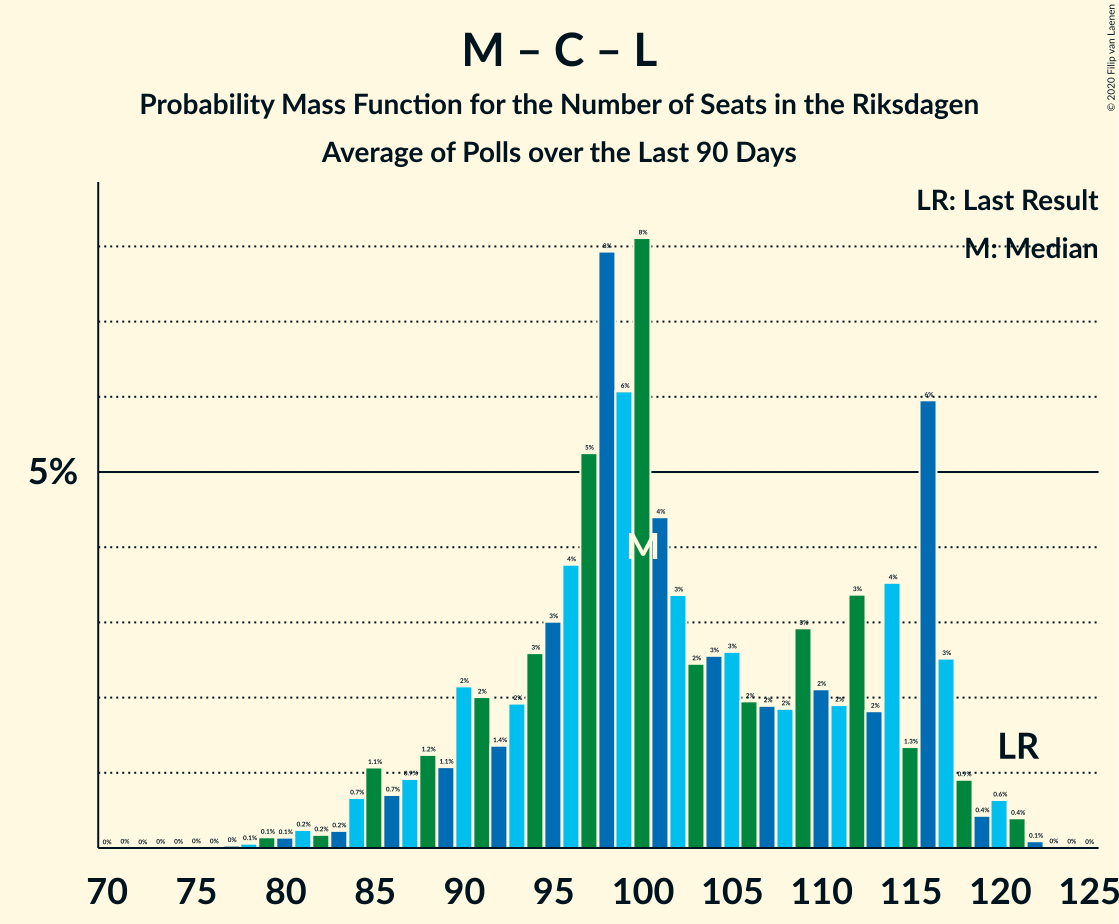 M – C – L
Probability Mass Function for the Number of Seats in the Riksdagen
Average of Polls over the Last 90 Days
© 2020 Filip van Laenen
LR: Last Result
M: Median
5%
0% 0% 0% 0% 0% 0% 0% 0% 0.1% 0.1% 0.1% 0.2% 0.2% 0.2% 0.7% 1.1% 0.7% 0.9% 1.2% 1.1% 2% 2% 1.4% 2% 3% 3% 4% 5% 8% 6% 8% 4% 3% 2% 3% 3% 2% 2% 2% 3% 2% 2% 3% 2% 4% 1.3% 6% 3% 0.9% 0.4% 0.6% 0.4% 0.1% 0% 0% 0%
M
LR
70 75 80 85 90 95 100 105 110 115 120 125